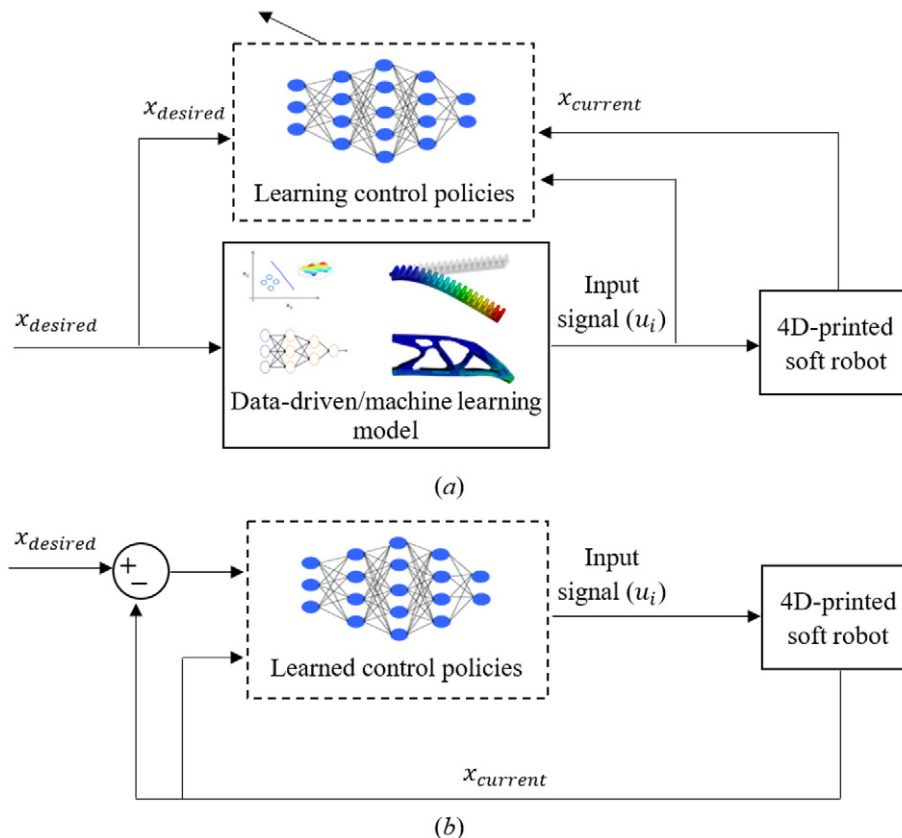 x_desired
x_current
Learning control policies
x_desired
Input
signal (u_i)
4D-printed
soft robot
Data-driven/machine learning
model
(a)
x_desired
+
−
Input
signal (u_i)
4D-printed
soft robot
Learned control policies
x_current
(b)